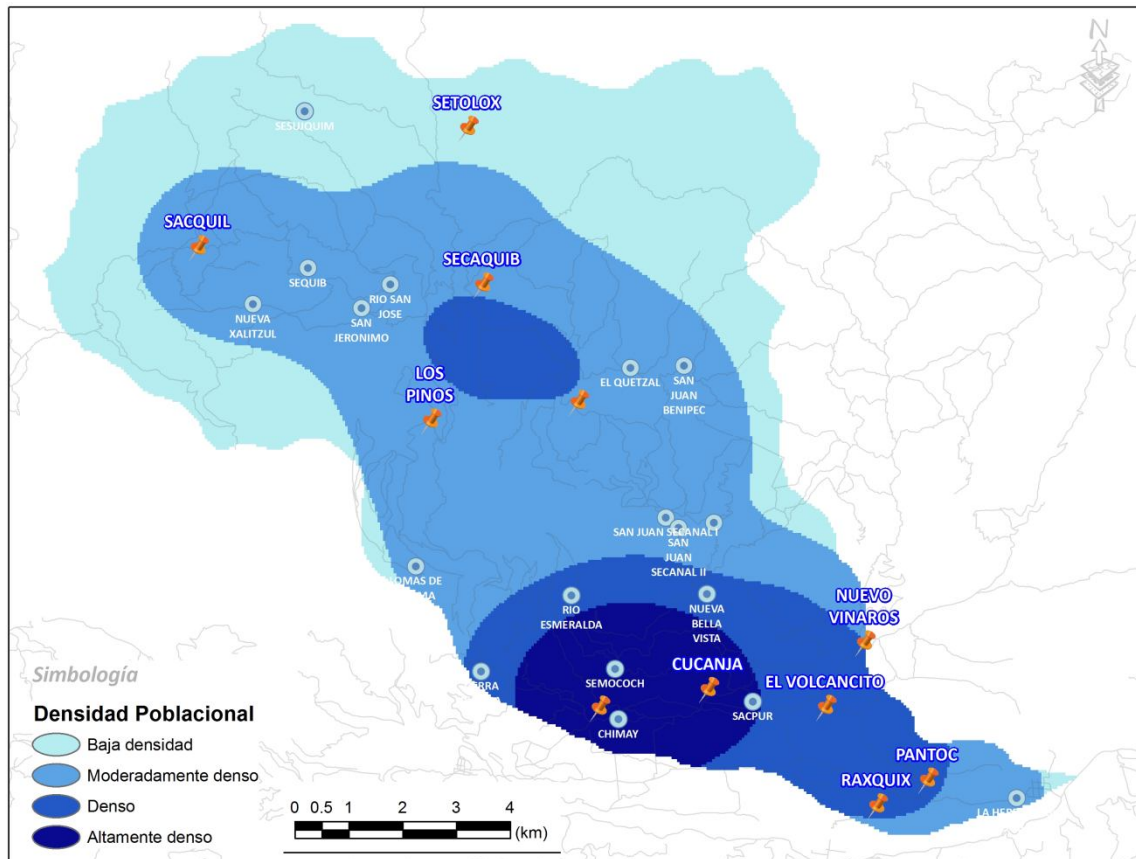 N
SETOLOX
SESUIQUIM
SACQUIL
SECAQUIB
SEQUIB
RIO SAN
JOSE
NUEVA
XALITZUL
SAN
JERONIMO
LOS
PINOS
EL QUETZAL
SAN
JUAN
BENIPEC
SAN JUAN SECANAL I
SAN
JUAN
SECANAL II
LOMAS DE
RIO
ESMERALDA
NUEVA
BELLA
VISTA
NUEVO
VINAROS
CUCANJA
SEMOCOCH
EL VOLCANCITO
SACPUR
CHIMAY
PANTOC
RAXQUIX
Simbología
Densidad Poblacional
Baja densidad
Moderadamente denso
Denso
Altamente denso
0 0.5 1 2 3 4
(km)